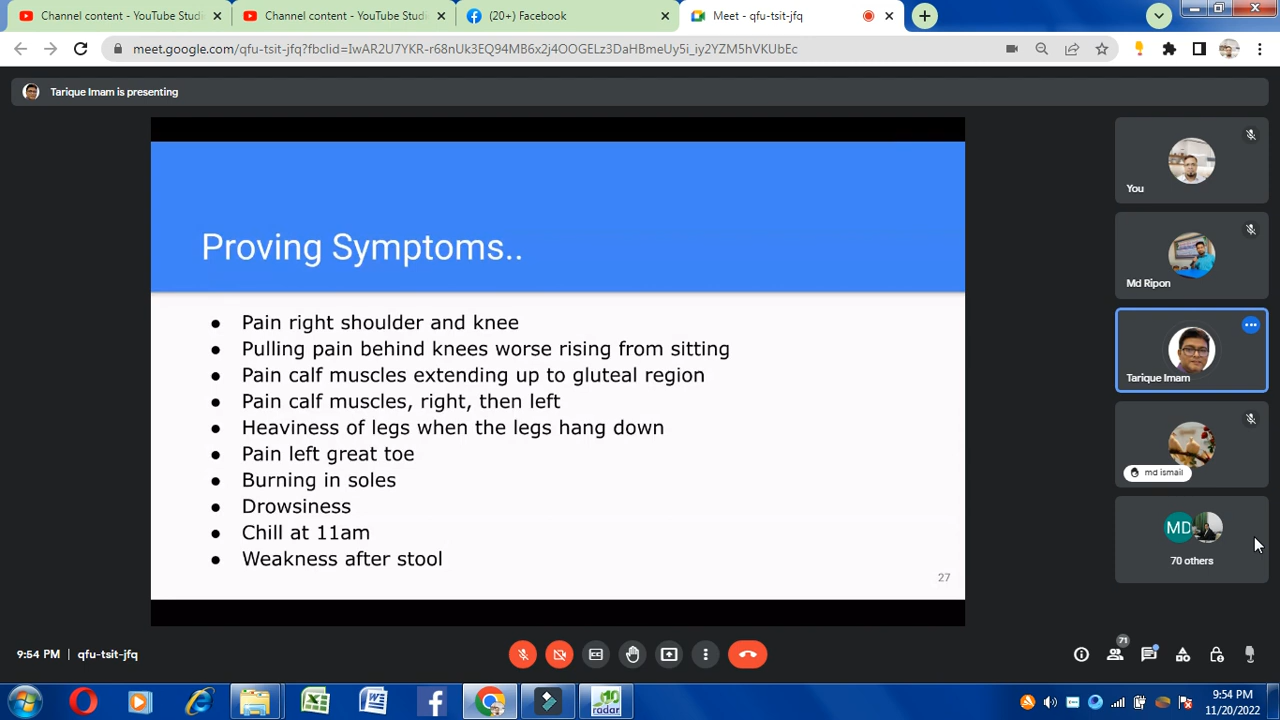 Channel content - YouTube Studi
Channel content - YouTube Studi
(20+) Facebook
Meet - qfu-tsit-jfq
meet.google.com/qfu-tsit-jfq?fbclid=IwAR2U7YKR-r68nUk3EQ94MB6x2j4OOGELz3DaHBmeUy5i_iy2YZM5hVKUbEc
Tarique Imam is presenting
Proving Symptoms..
● Pain right shoulder and knee
● Pulling pain behind knees worse rising from sitting
● Pain calf muscles extending up to gluteal region
● Pain calf muscles, right, then left
● Heaviness of legs when the legs hang down
● Pain left great toe
● Burning in soles
● Drowsiness
● Chill at 11am
● Weakness after stool
27
You
Md Ripon
Tarique Imam
md ismail
MD
70 others
9:54 PM | qfu-tsit-jfq
71
10
radar
9:54 PM
11/20/2022